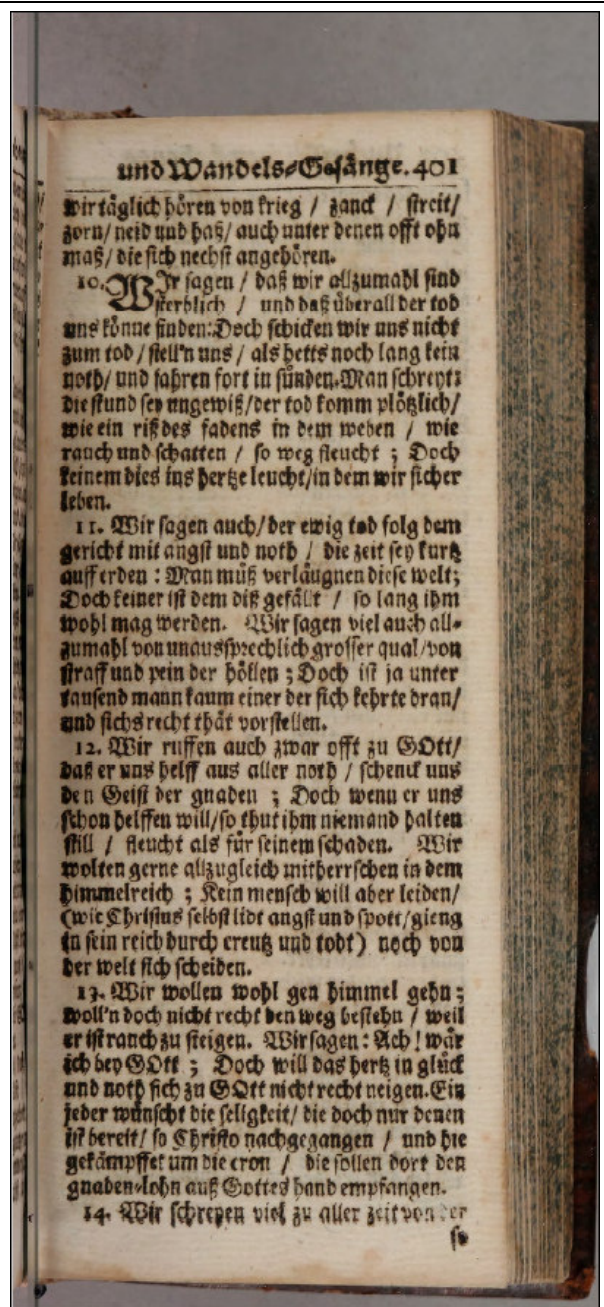 und Wandels-Gesänge. 401
wir täglich hören von krieg / zanck / streit/
zorn/ neid und haß/ auch unter denen offt ohn
maß/ die sich nechst angehören.
10. WIr sagen / daß wir allzumahl sind
sterblich / und daß überall der tod
uns könne finden: Doch schicken wir uns nicht
zum tod / stell'n uns / als hetts noch lang kein
noth/ und fahren fort in sünden. Man schreyt:
die stund sey ungewiß/der tod komm plötzlich/
wie ein riß des fadens in dem weben / wie
rauch und schatten / so weg fleucht ; Doch
keinem dies ins hertze leucht/in dem wir sicher
leben.
11. Wir sagen auch/der ewig tod folg dem
gericht mit angst und noth / die zeit sey kurtz
auff erden : Man müß verläugnen diese welt;
Doch keiner ist dem diß gefällt / so lang ihm
wohl mag werden. Wir sagen viel auch all-
zumahl von unaussprechlich grosser qual/von
straff und pein der höllen ; Doch ist ja unter
tausend mann kaum einer der sich kehrte dran/
und sichs recht thät vorstellen.
12. Wir ruffen auch zwar offt zu GOtt/
daß er uns helff aus aller noth / schenck uns
den Geist der gnaden ; Doch wenn er uns
schon helffen will/so thut ihm niemand halten
still / fleucht als für seinem schaden. Wir
wolten gerne allzugleich mitherrschen in dem
himmelreich ; Kein mensch will aber leiden/
(wie Christus selbst lidt angst und spott/gieng
in sein reich durch creutz und todt) noch von
der welt sich scheiden.
13. Wir wollen wohl gen himmel gehn;
woll'n doch nicht recht den weg bestehn / weil
er ist rauch zu steigen. Wir sagen: Ach! wär
ich bey GOtt ; Doch will das hertz in glück
und noth sich zu GOtt nicht recht neigen. Ein
jeder wünscht die seligkeit/ die doch nur denen
ist bereit/ so Christo nachgegangen / und hie
gekämpffet um die cron / die sollen dort den
gnaden-lohn auß Gottes hand empfangen.
14. Wir schreyen viel zu aller zeit von der